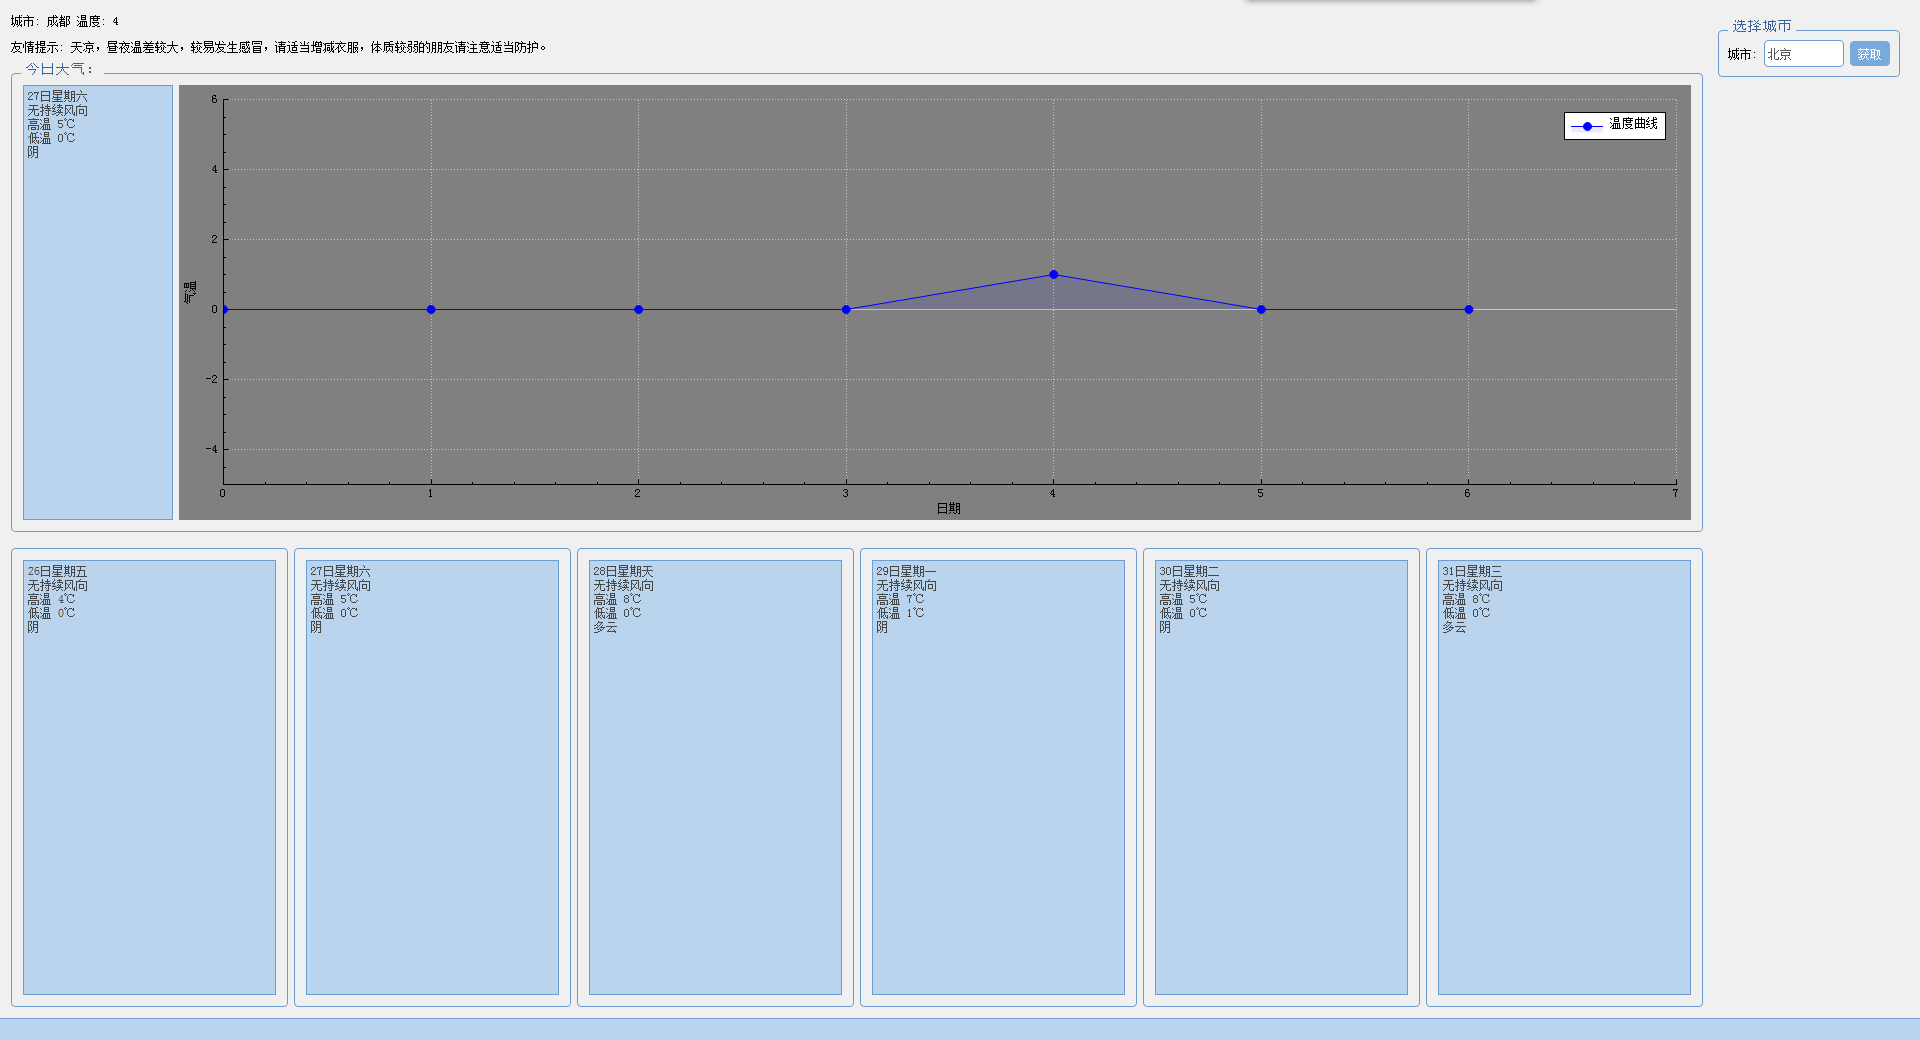 城市: 成都 温度: 4
友情提示: 天凉，昼夜温差较大，较易发生感冒，请适当增减衣服，体质较弱的朋友请注意适当防护。
选择城市
城市:
北京
获取
今日天气:
27日星期六
无持续风向
高温 5℃
低温 0℃
阴
温度曲线
6
4
2
0
-2
-4
气温
0 1 2 3 4 5 6 7
日期
26日星期五
无持续风向
高温 4℃
低温 0℃
阴
27日星期六
无持续风向
高温 5℃
低温 0℃
阴
28日星期天
无持续风向
高温 8℃
低温 0℃
多云
29日星期一
无持续风向
高温 7℃
低温 1℃
阴
30日星期二
无持续风向
高温 5℃
低温 0℃
阴
31日星期三
无持续风向
高温 8℃
低温 0℃
多云